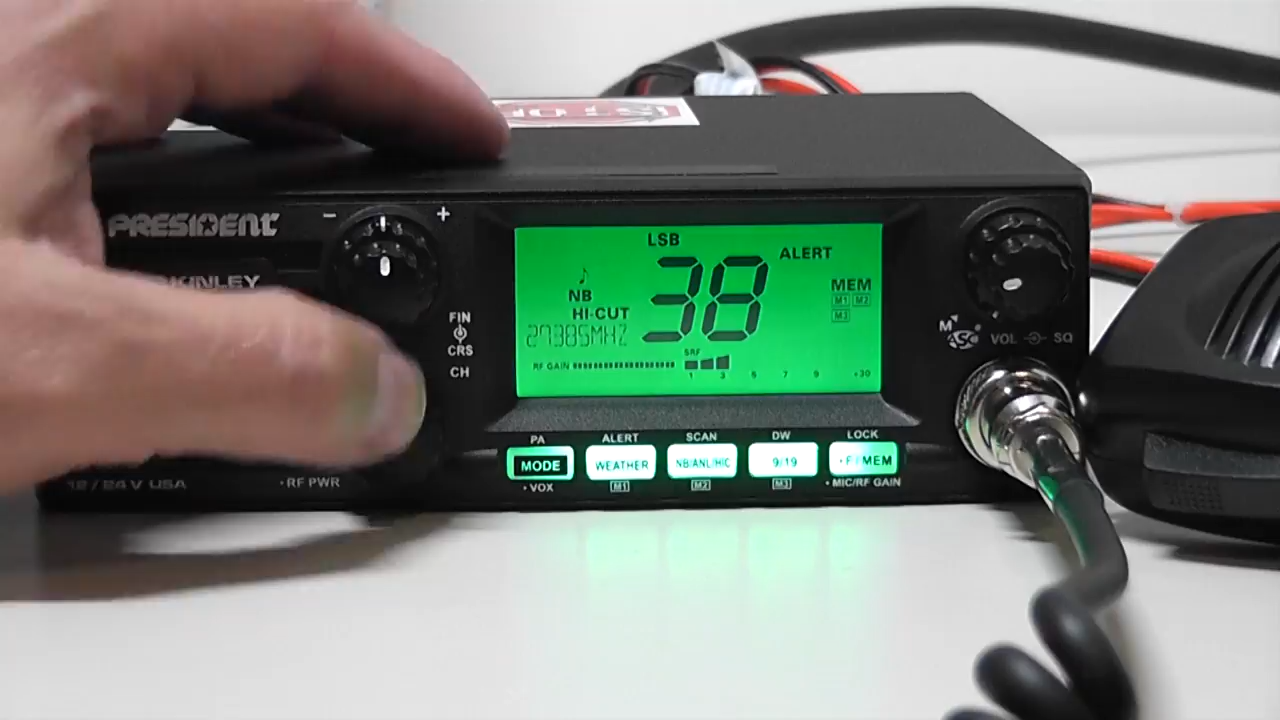 PRESIDENT
KINLEY
12/24 V USA
• RF PWR
− +
FIN
CRS
CH
LSB
ALERT
38
NB
HI-CUT
27385MHZ
MEM
M1 M2
M3
RF GAIN
SRF
1 3 5 7 9 +30
M ASC VOL SQ
PA ALERT SCAN DW LOCK
MODE WEATHER NB/ANL/HIC 9/19 • F/MEM
• VOX M1 M2 M3 • MIC/RF GAIN